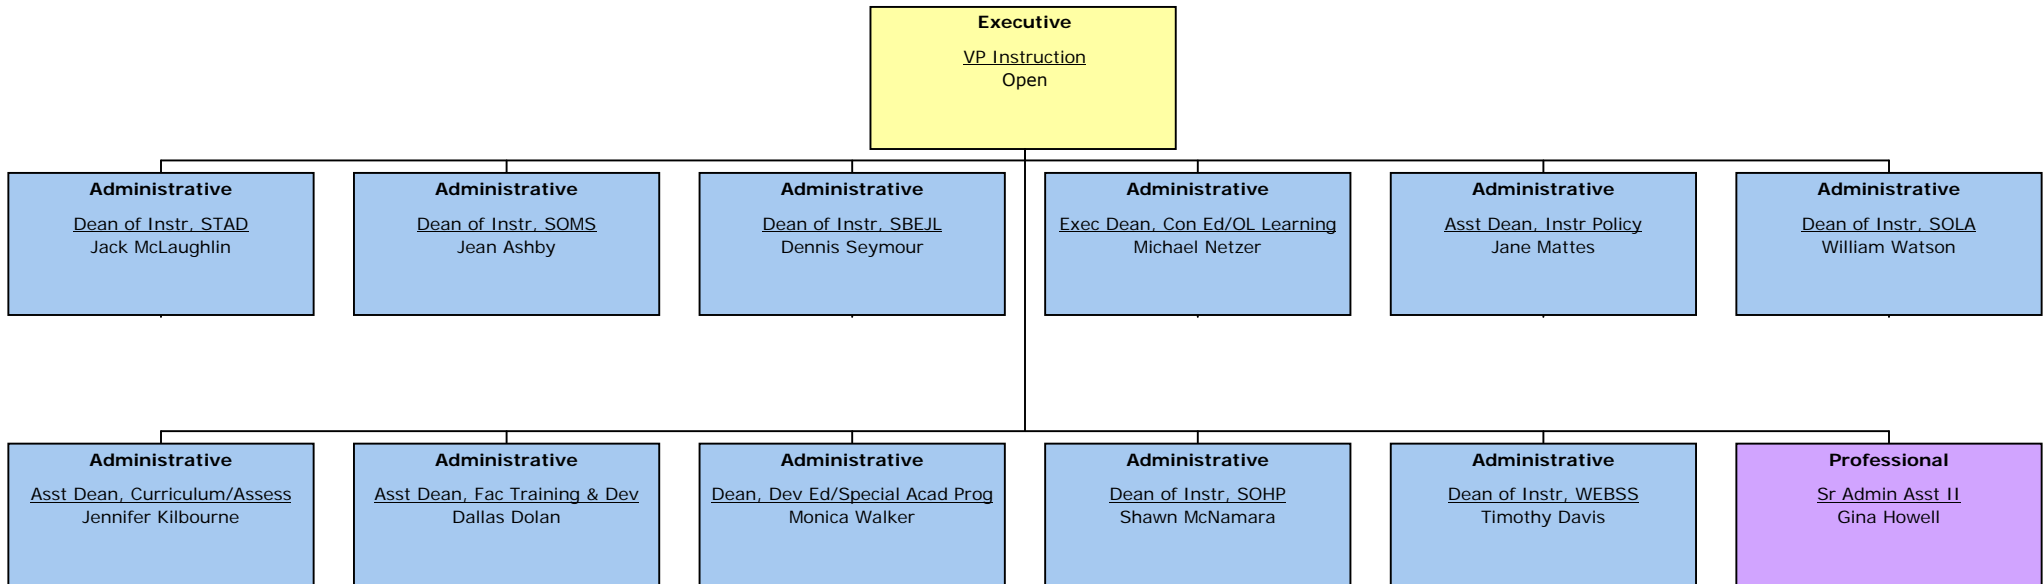 Executive
VP Instruction
Open
Administrative
Dean of Instr, STAD
Jack McLaughlin
Administrative
Dean of Instr, SOMS
Jean Ashby
Administrative
Dean of Instr, SBEJL
Dennis Seymour
Administrative
Exec Dean, Con Ed/OL Learning
Michael Netzer
Administrative
Asst Dean, Instr Policy
Jane Mattes
Administrative
Dean of Instr, SOLA
William Watson
Administrative
Asst Dean, Curriculum/Assess
Jennifer Kilbourne
Administrative
Asst Dean, Fac Training & Dev
Dallas Dolan
Administrative
Dean, Dev Ed/Special Acad Prog
Monica Walker
Administrative
Dean of Instr, SOHP
Shawn McNamara
Administrative
Dean of Instr, WEBSS
Timothy Davis
Professional
Sr Admin Asst II
Gina Howell